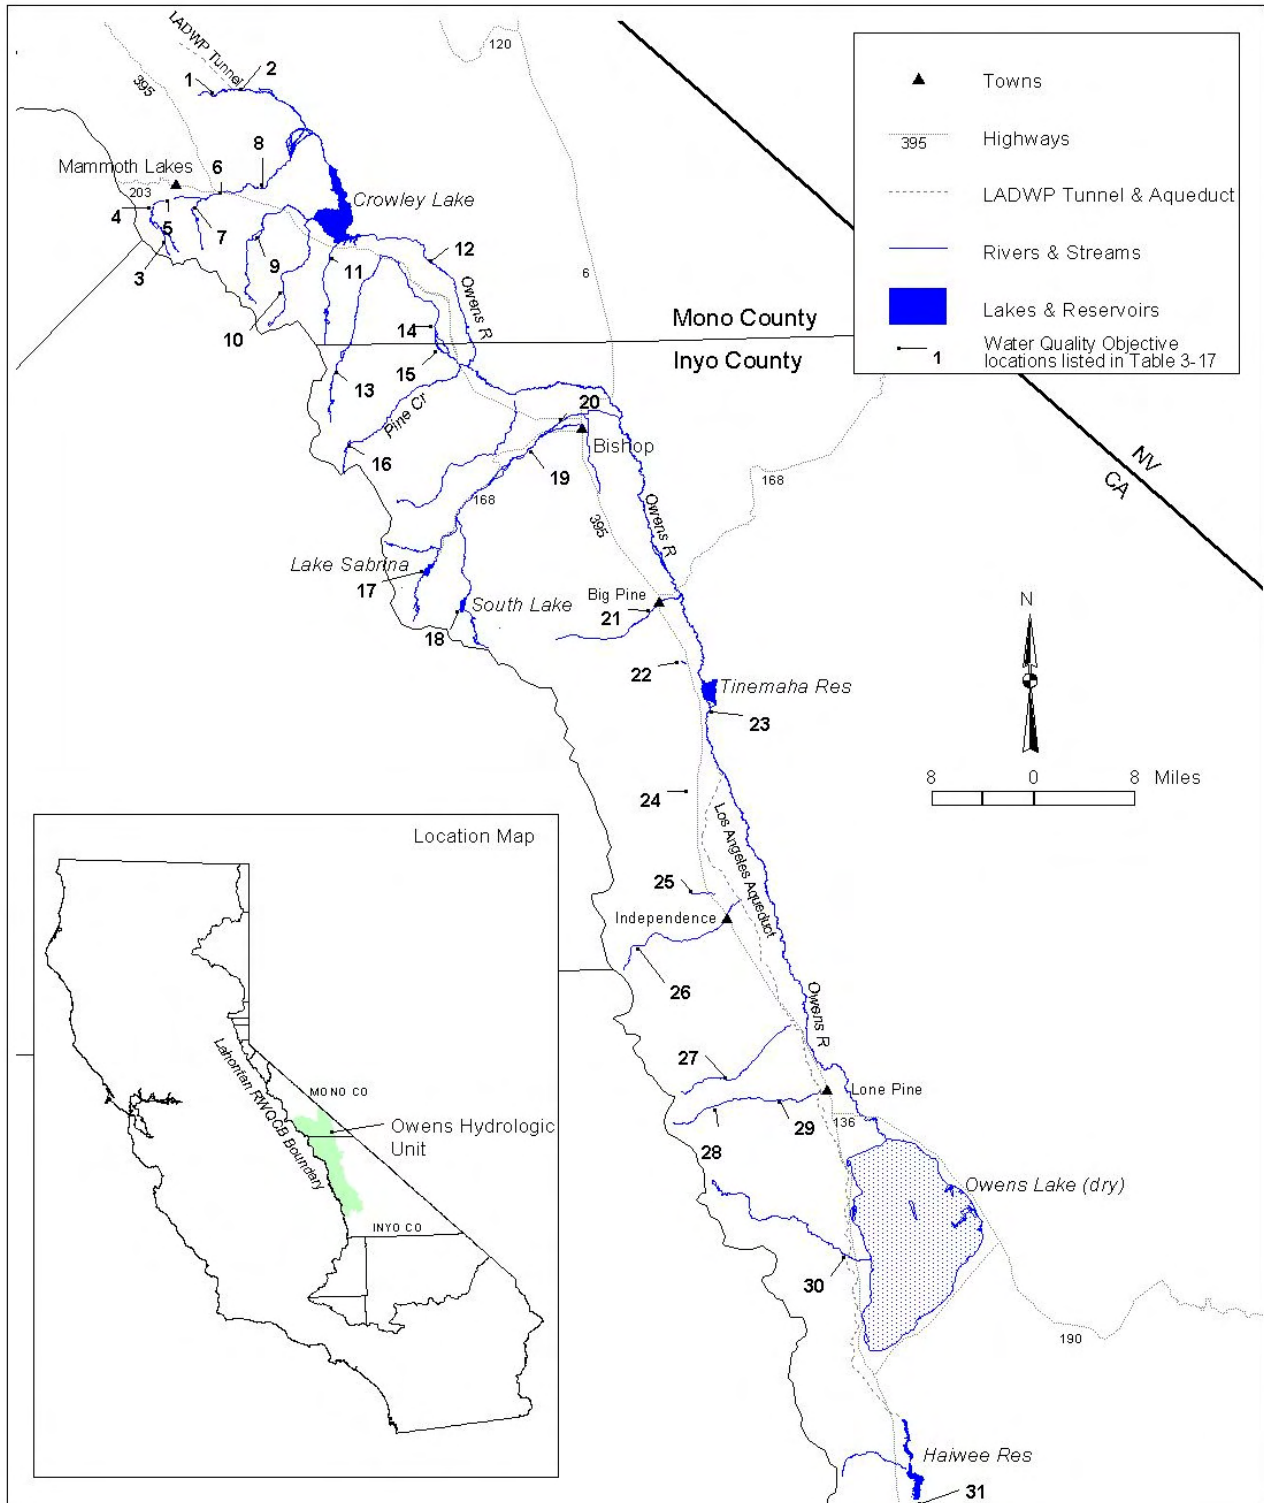 LADWP Tunnel
120
395
1
2
8
6
Mammoth Lakes
203
4
5
3
7
9
10
Crowley Lake
11
12
Owens R
6
14
15
13
Mono County
Inyo County
Pine Cr
16
20
Bishop
19
168
395
Owens R
168
NV
CA
Lake Sabrina
17
South Lake
18
Big Pine
21
22
Tinemaha Res
23
24
Los Angeles Aqueduct
25
Independence
26
Owens R
27
Lone Pine
28
29
136
Owens Lake (dry)
30
190
Haiwee Res
31
Towns
395
Highways
LADWP Tunnel & Aqueduct
Rivers & Streams
Lakes & Reservoirs
1
Water Quality Objective
locations listed in Table 3-17
N
8 0 8 Miles
Location Map
Lahontan RWQCB Boundary
MONO CO
Owens Hydrologic
Unit
INYO CO